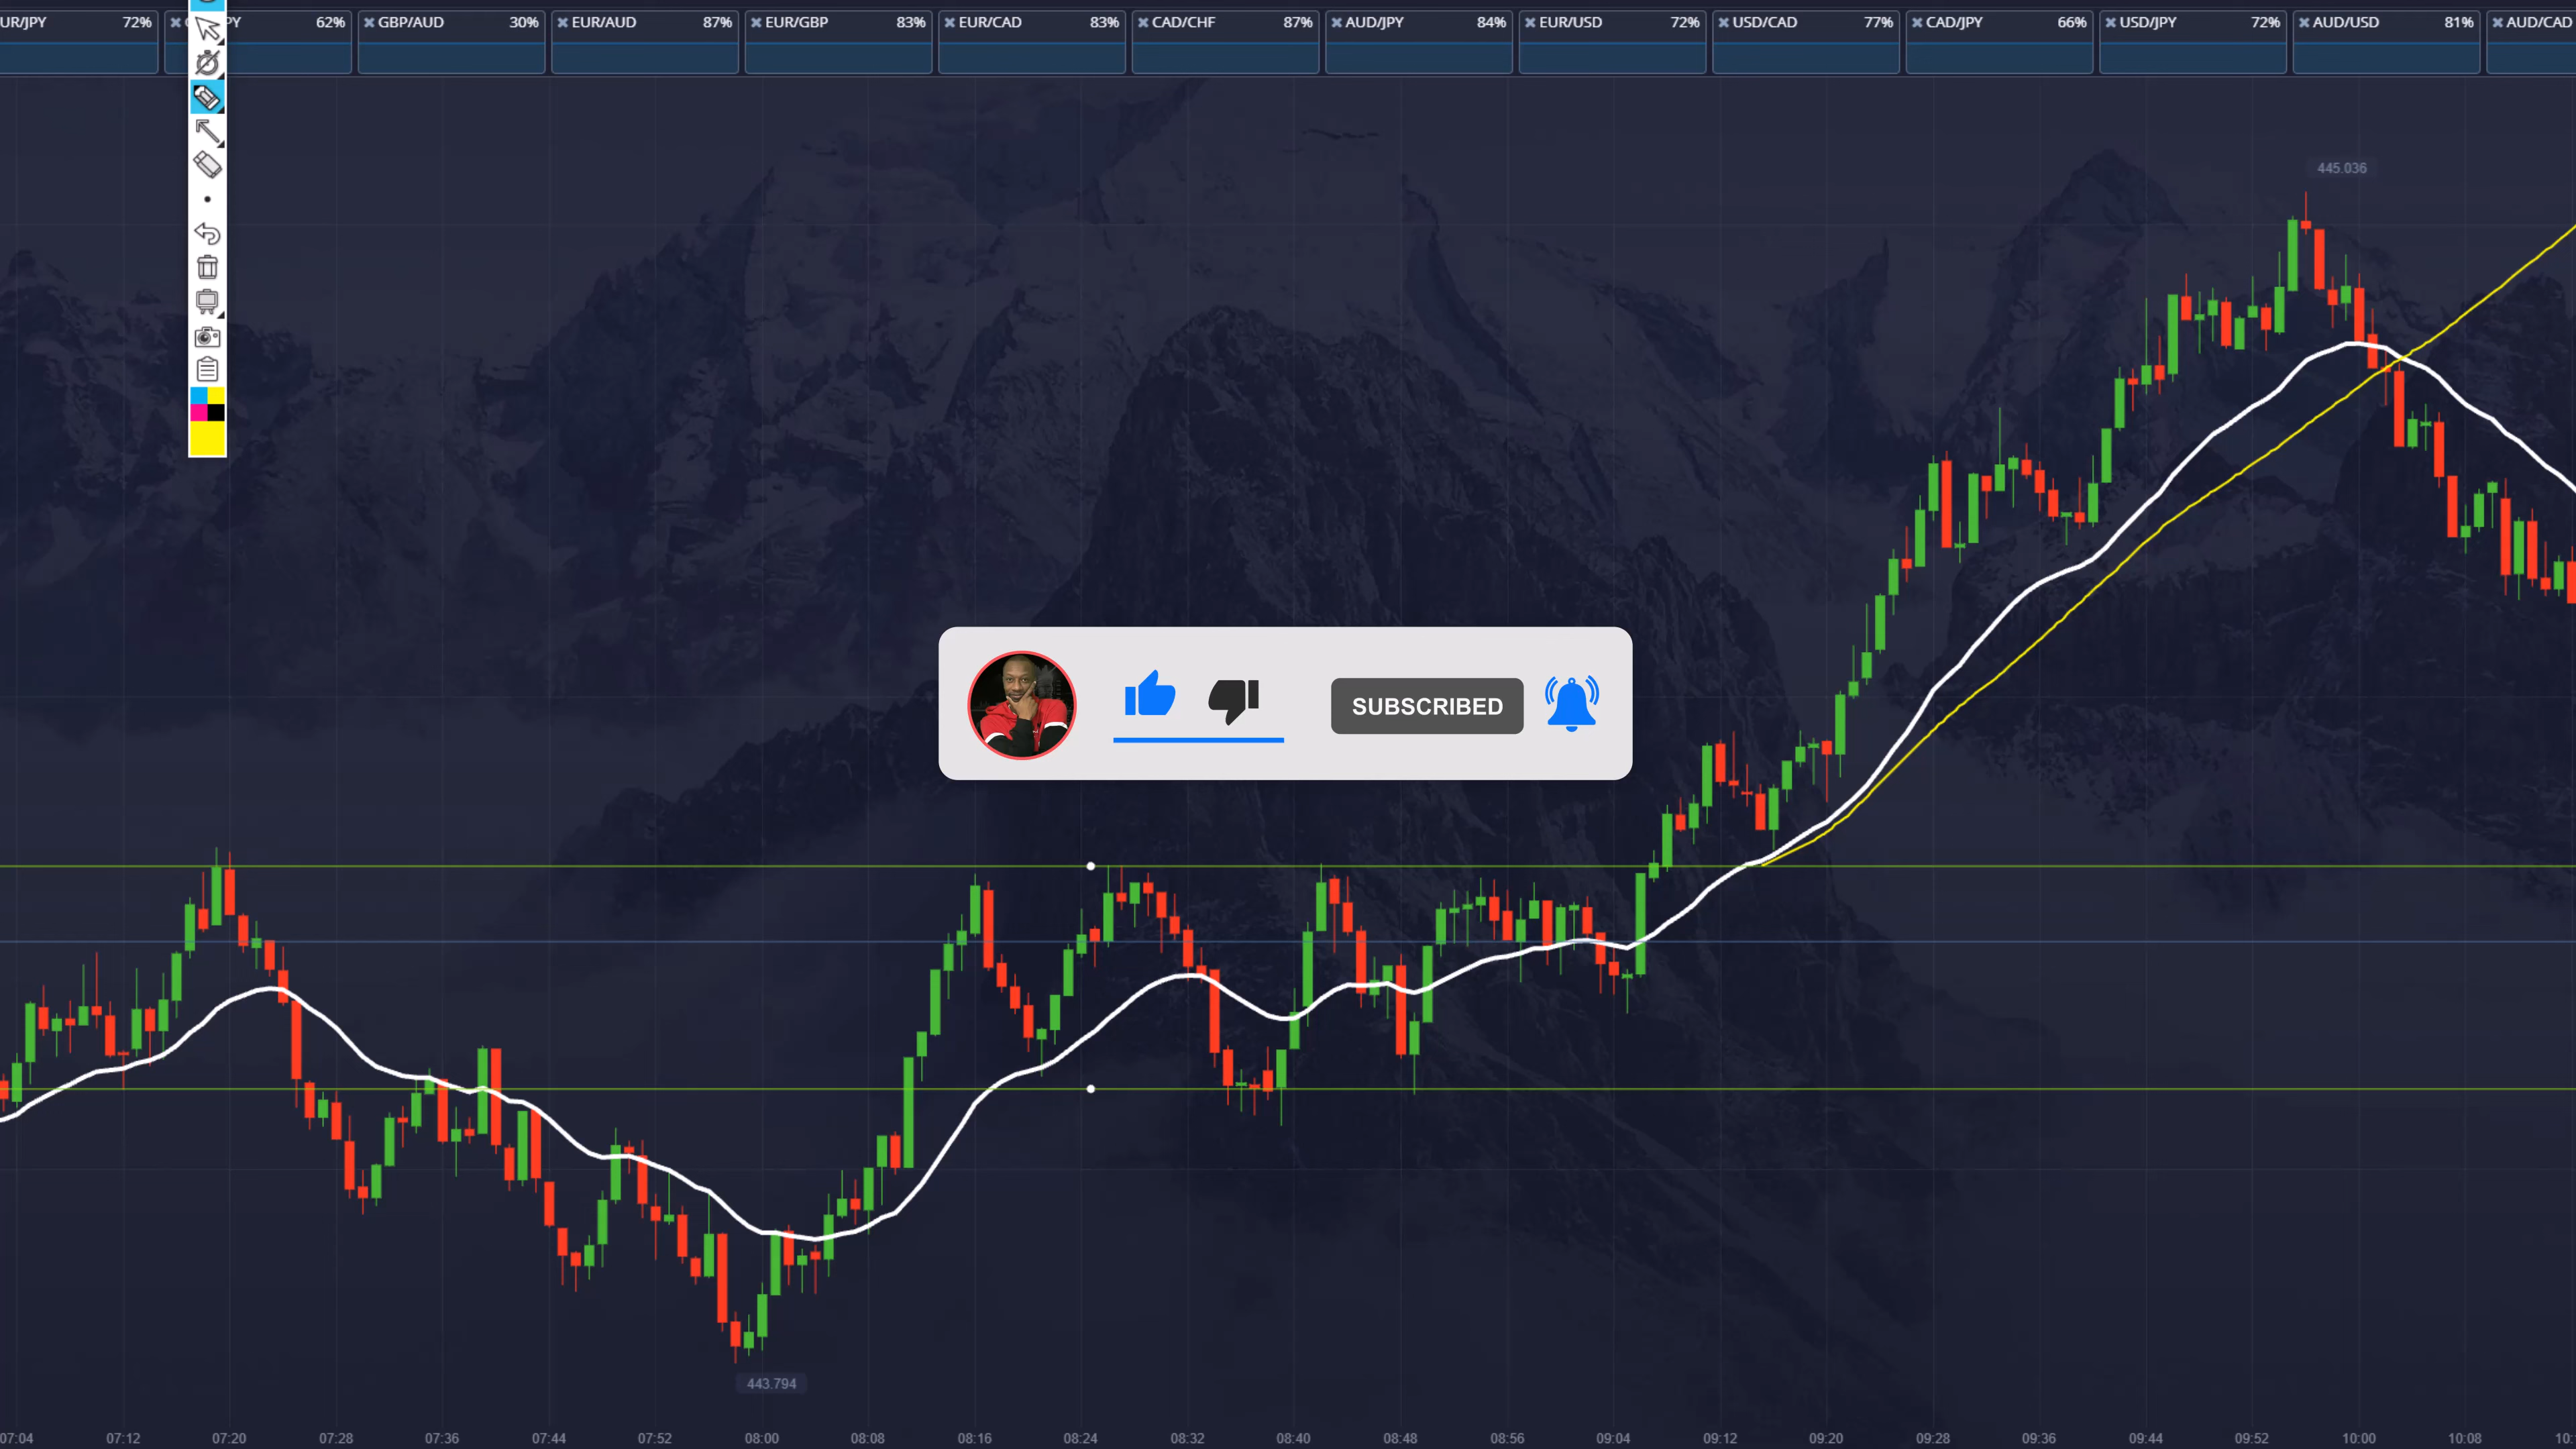 UR/JPY 72%
PY 62%
GBP/AUD 30%
EUR/AUD 87%
EUR/GBP 83%
EUR/CAD 83%
CAD/CHF 87%
AUD/JPY 84%
EUR/USD 72%
USD/CAD 77%
CAD/JPY 66%
USD/JPY 72%
AUD/USD 81%
AUD/CAD
445.036
SUBSCRIBED
443.794
07:04 07:12 07:20 07:28 07:36 07:44 07:52 08:00 08:08 08:16 08:24 08:32 08:40 08:48 08:56 09:04 09:12 09:20 09:28 09:36 09:44 09:52 10:00 10:08 10: